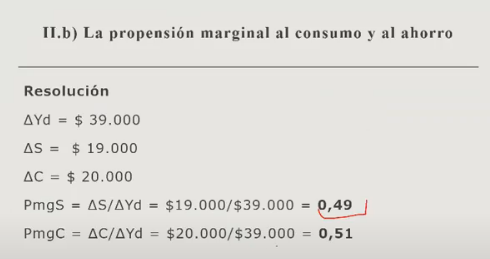 II.b) La propensión marginal al consumo y al ahorro
Resolución
ΔYd = $ 39.000
ΔS = $ 19.000
ΔC = $ 20.000
PmgS = ΔS/ΔYd = $19.000/$39.000 = 0,49
PmgC = ΔC/ΔYd = $20.000/$39.000 = 0,51